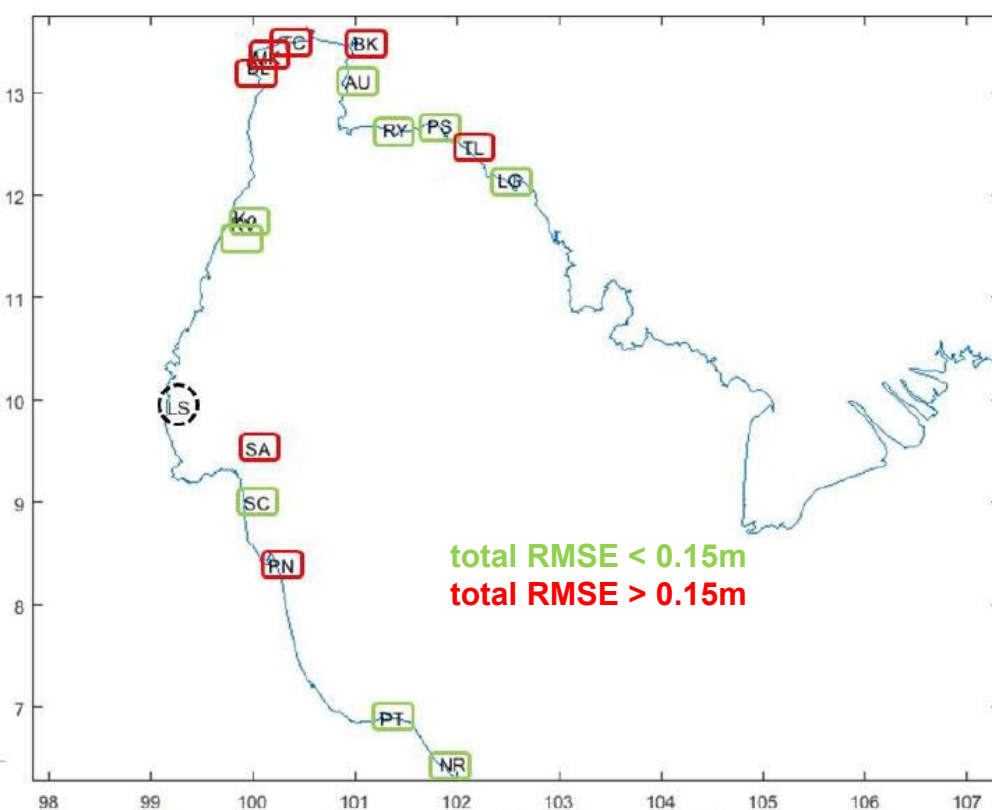 TC
BK
MK
BL
AU
13
RY
PS
TL
LG
12
Ko
11
10
LS
SA
9
SC
total RMSE < 0.15m
PN
total RMSE > 0.15m
8
7
PT
NR
98 99 100 101 102 103 104 105 106 107